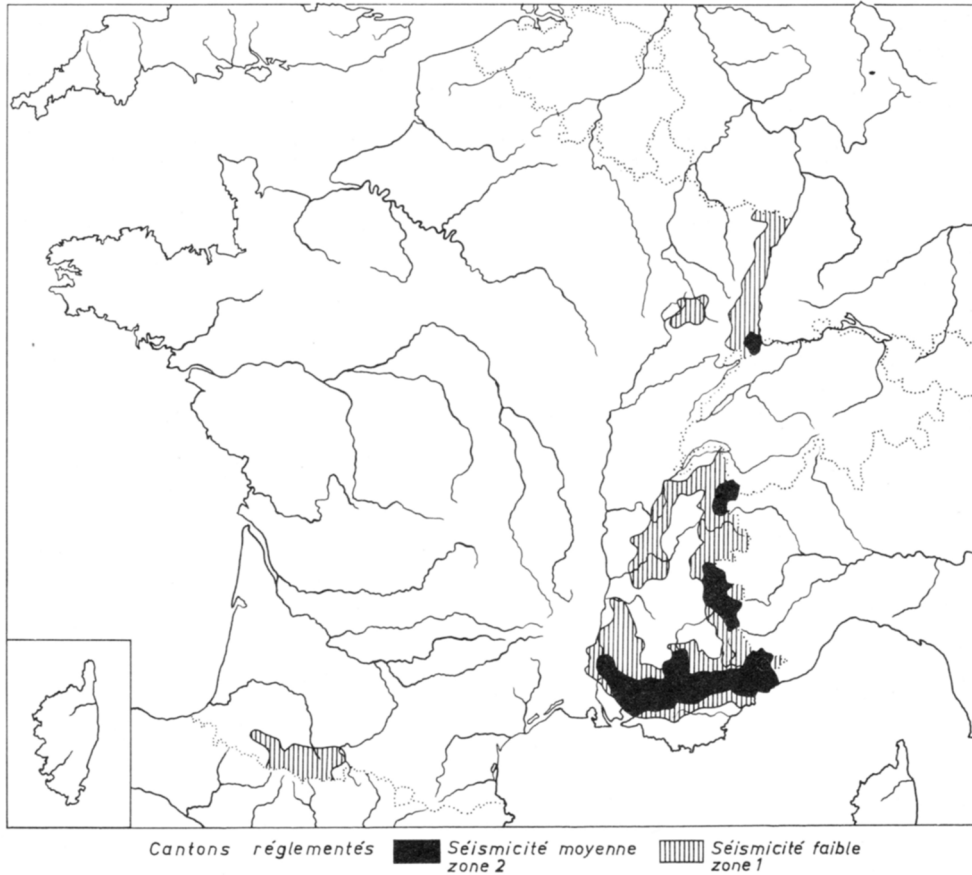 Cantons réglementés
Séismicité moyenne
zone 2
Séismicité faible
zone 1